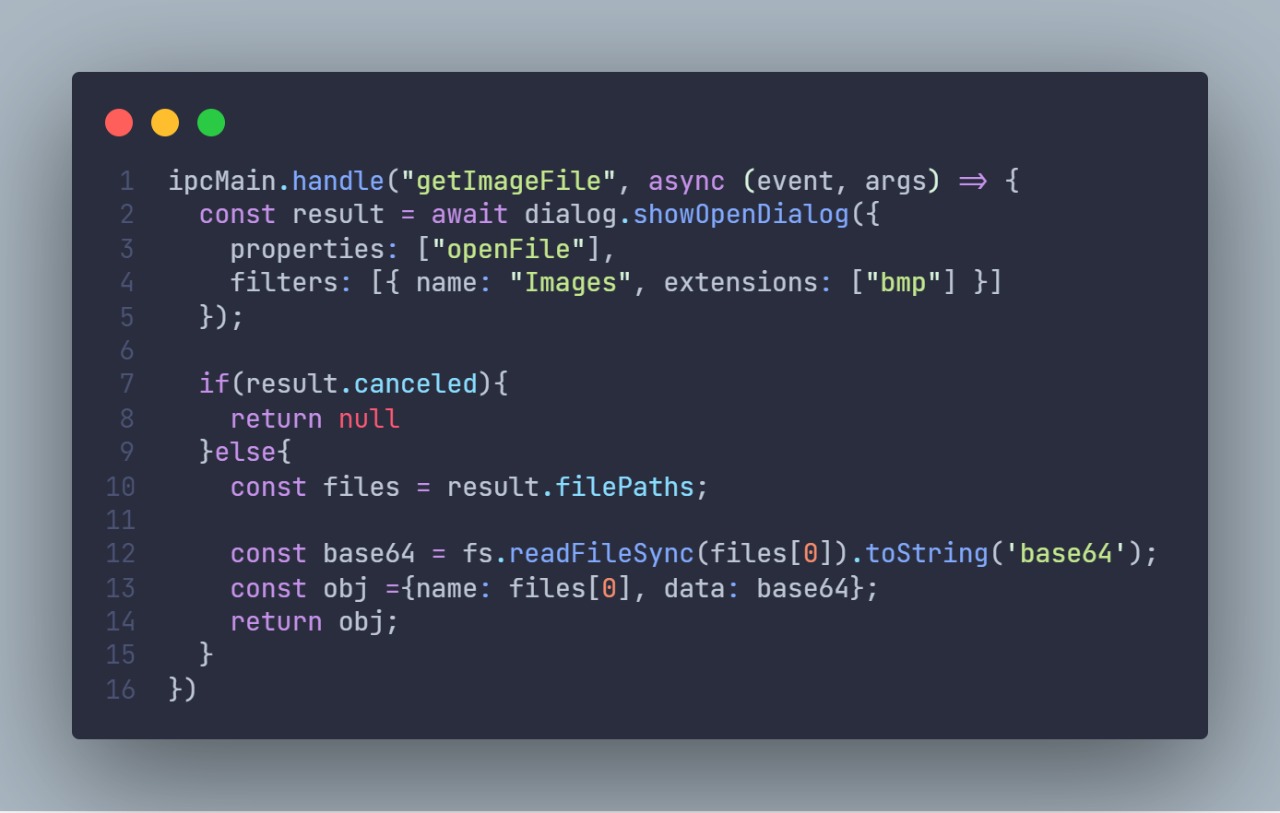 1 ipcMain.handle("getImageFile", async (event, args) => {
2   const result = await dialog.showOpenDialog({
3     properties: ["openFile"],
4     filters: [{ name: "Images", extensions: ["bmp"] }]
5   });
6
7   if(result.canceled){
8     return null
9   }else{
10     const files = result.filePaths;
11
12     const base64 = fs.readFileSync(files[0]).toString('base64');
13     const obj ={name: files[0], data: base64};
14     return obj;
15   }
16 })